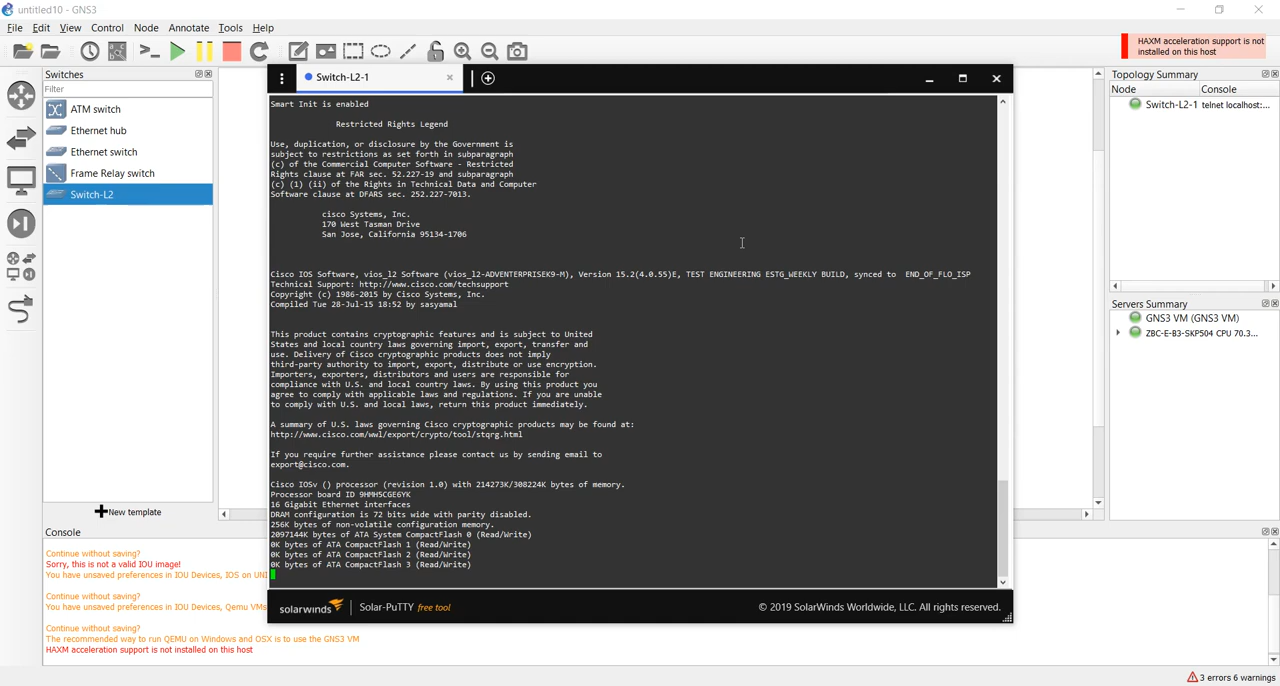 untitled10 - GNS3
File Edit View Control Node Annotate Tools Help
HAXM acceleration support is not
installed on this host
Switches
Filter
ATM switch
Ethernet hub
Ethernet switch
Frame Relay switch
Switch-L2
New template
Switch-L2-1
Smart Init is enabled
Restricted Rights Legend
Use, duplication, or disclosure by the Government is
subject to restrictions as set forth in subparagraph
(c) of the Commercial Computer Software - Restricted
Rights clause at FAR sec. 52.227-19 and subparagraph
(c) (1) (ii) of the Rights in Technical Data and Computer
Software clause at DFARS sec. 252.227-7013.
cisco Systems, Inc.
170 West Tasman Drive
San Jose, California 95134-1706
Cisco IOS Software, vios_l2 Software (vios_l2-ADVENTERPRISEK9-M), Version 15.2(4.0.55)E, TEST ENGINEERING ESTG_WEEKLY BUILD, synced to  END_OF_FLO_ISP
Technical Support: http://www.cisco.com/techsupport
Copyright (c) 1986-2015 by Cisco Systems, Inc.
Compiled Tue 28-Jul-15 18:52 by sasyamal
This product contains cryptographic features and is subject to United
States and local country laws governing import, export, transfer and
use. Delivery of Cisco cryptographic products does not imply
third-party authority to import, export, distribute or use encryption.
Importers, exporters, distributors and users are responsible for
compliance with U.S. and local country laws. By using this product you
agree to comply with applicable laws and regulations. If you are unable
to comply with U.S. and local laws, return this product immediately.
A summary of U.S. laws governing Cisco cryptographic products may be found at:
http://www.cisco.com/wwl/export/crypto/tool/stqrg.html
If you require further assistance please contact us by sending email to
export@cisco.com.
Cisco IOSv () processor (revision 1.0) with 214273K/308224K bytes of memory.
Processor board ID 9HMH5CGE6YK
16 Gigabit Ethernet interfaces
DRAM configuration is 72 bits wide with parity disabled.
256K bytes of non-volatile configuration memory.
2097144K bytes of ATA System CompactFlash 0 (Read/Write)
0K bytes of ATA CompactFlash 1 (Read/Write)
0K bytes of ATA CompactFlash 2 (Read/Write)
0K bytes of ATA CompactFlash 3 (Read/Write)
solarwinds Solar-PuTTY free tool
© 2019 SolarWinds Worldwide, LLC. All rights reserved.
Topology Summary
Node Console
Switch-L2-1 telnet localhost:...
Servers Summary
GNS3 VM (GNS3 VM)
ZBC-E-B3-SKP504 CPU 70.3...
Console
Continue without saving?
Sorry, this is not a valid IOU image!
You have unsaved preferences in IOU Devices, IOS on UNI
Continue without saving?
You have unsaved preferences in IOU Devices, Qemu VMs
Continue without saving?
The recommended way to run QEMU on Windows and OSX is to use the GNS3 VM
HAXM acceleration support is not installed on this host
3 errors 6 warnings